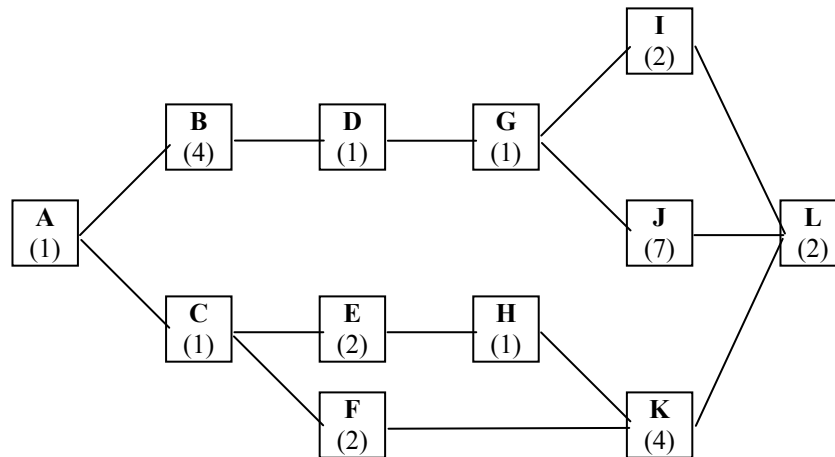 I
(2)
B
(4)
D
(1)
G
(1)
A
(1)
J
(7)
L
(2)
C
(1)
E
(2)
H
(1)
F
(2)
K
(4)